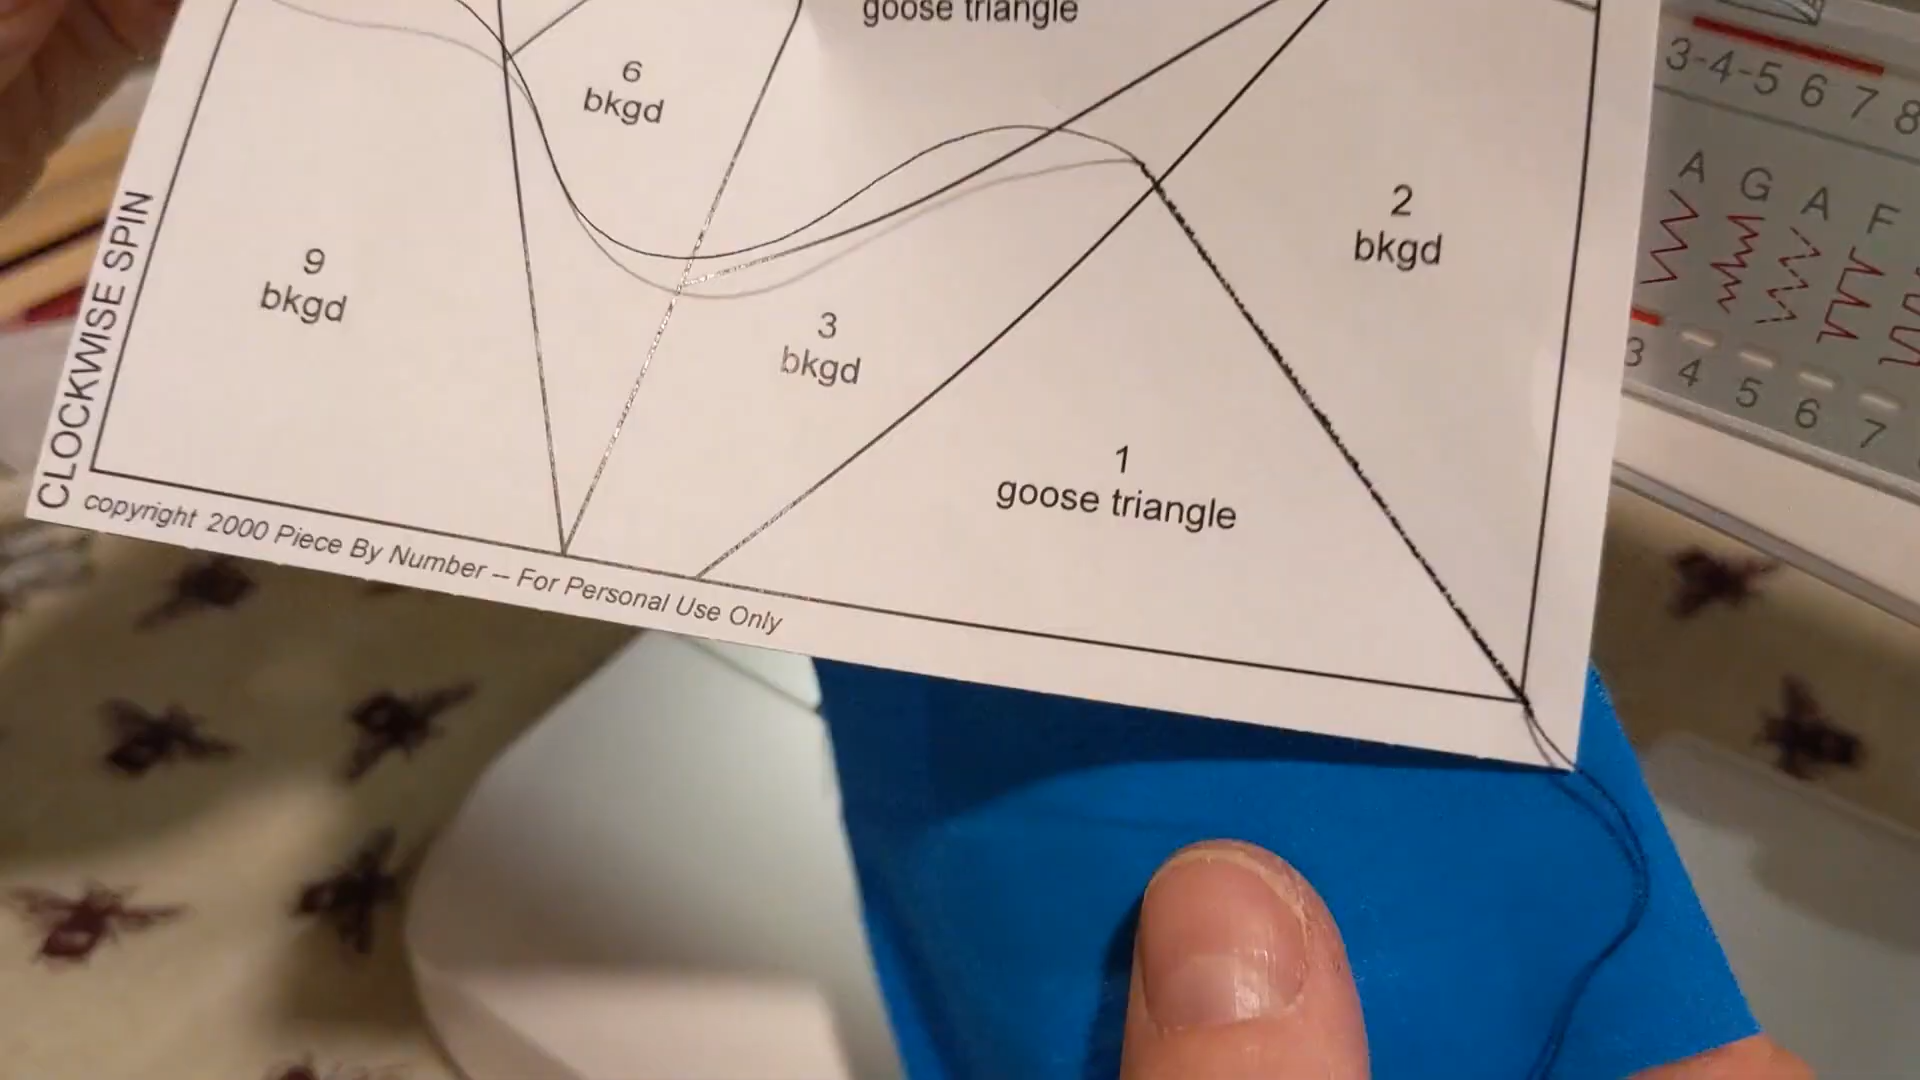 goose triangle
6
bkgd
2
bkgd
9
bkgd
3
bkgd
1
goose triangle
CLOCKWISE SPIN
copyright 2000 Piece By Number – For Personal Use Only
3-4-5 6 7 8
A G A F
3 4 5 6 7